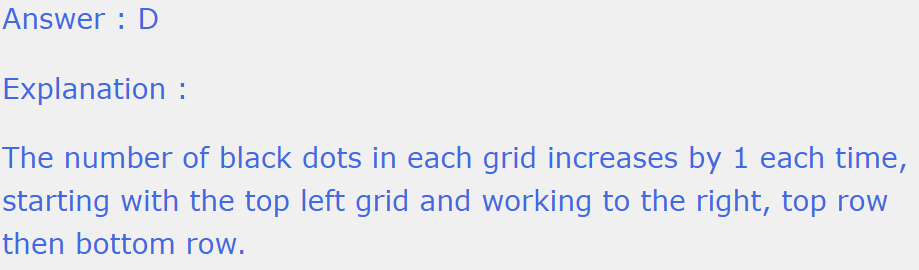 Answer : D
Explanation :
The number of black dots in each grid increases by 1 each time,
starting with the top left grid and working to the right, top row
then bottom row.